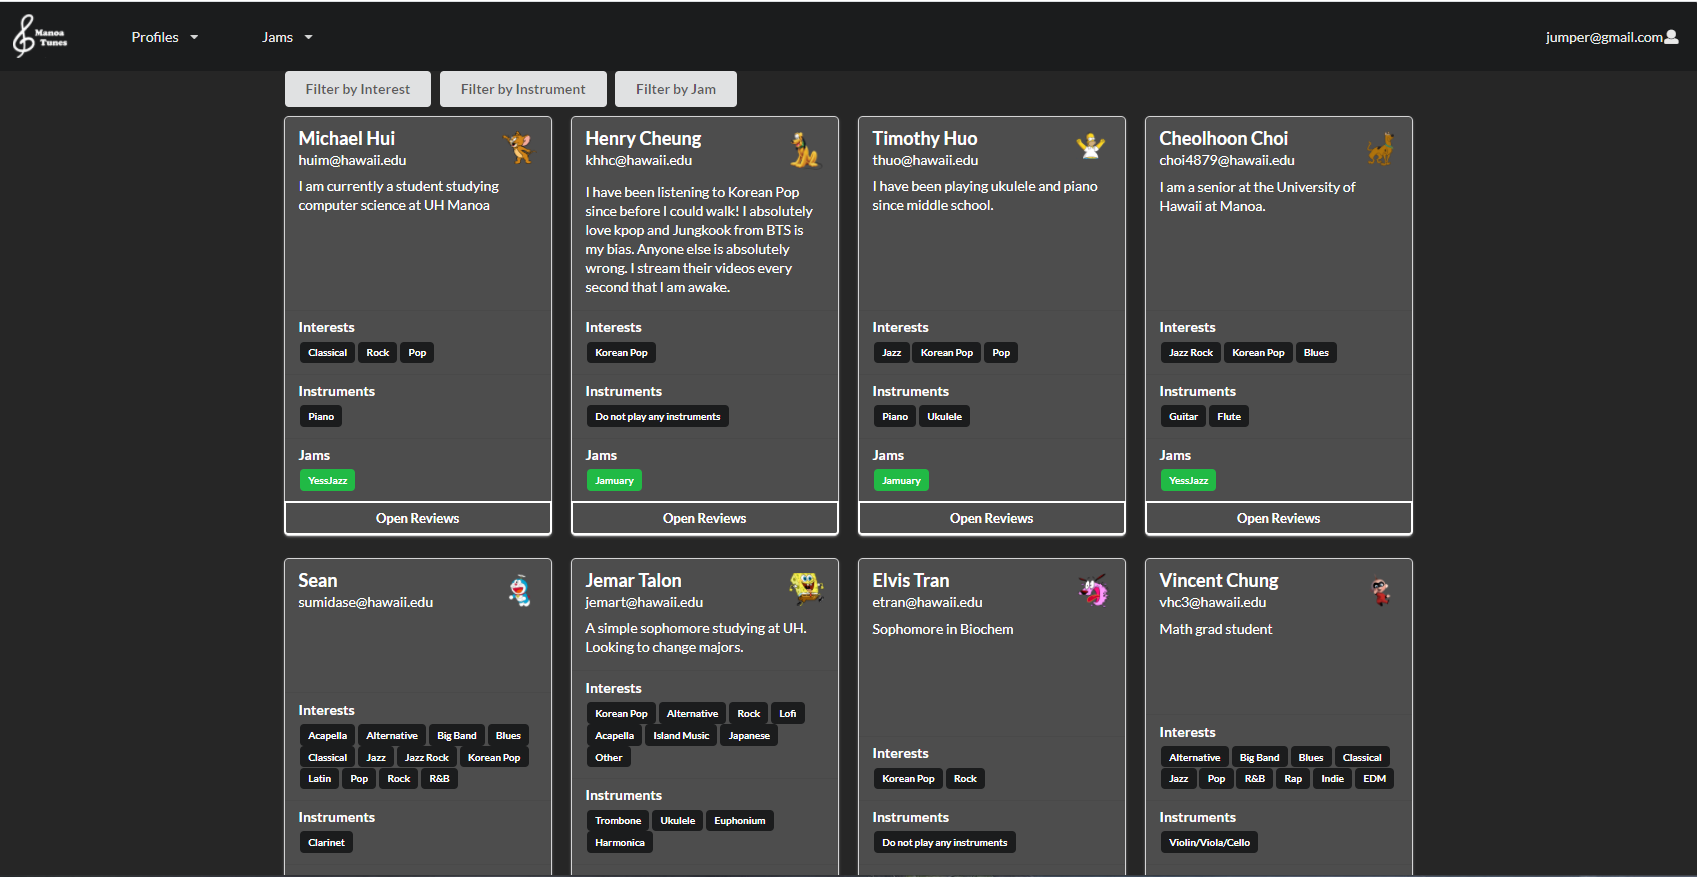 Manoa
Tunes
Profiles
Jams
jumper@gmail.com
Filter by Interest
Filter by Instrument
Filter by Jam
Michael Hui
huim@hawaii.edu
I am currently a student studying
computer science at UH Manoa
Interests
Classical Rock Pop
Instruments
Piano
Jams
YessJazz
Open Reviews
Henry Cheung
khhc@hawaii.edu
I have been listening to Korean Pop
since before I could walk! I absolutely
love kpop and Jungkook from BTS is
my bias. Anyone else is absolutely
wrong. I stream their videos every
second that I am awake.
Interests
Korean Pop
Instruments
Do not play any instruments
Jams
Jamuary
Open Reviews
Timothy Huo
thuo@hawaii.edu
I have been playing ukulele and piano
since middle school.
Interests
Jazz Korean Pop Pop
Instruments
Piano Ukulele
Jams
Jamuary
Open Reviews
Cheolhoon Choi
choi4879@hawaii.edu
I am a senior at the University of
Hawaii at Manoa.
Interests
Jazz Rock Korean Pop Blues
Instruments
Guitar Flute
Jams
YessJazz
Open Reviews
Sean
sumidase@hawaii.edu
Interests
Acapella Alternative Big Band Blues
Classical Jazz Jazz Rock Korean Pop
Latin Pop Rock R&B
Instruments
Clarinet
Jemar Talon
jemart@hawaii.edu
A simple sophomore studying at UH.
Looking to change majors.
Interests
Korean Pop Alternative Rock Lofi
Acapella Island Music Japanese
Other
Instruments
Trombone Ukulele Euphonium
Harmonica
Elvis Tran
etran@hawaii.edu
Sophomore in Biochem
Interests
Korean Pop Rock
Instruments
Do not play any instruments
Vincent Chung
vhc3@hawaii.edu
Math grad student
Interests
Alternative Big Band Blues Classical
Jazz Pop R&B Rap Indie EDM
Instruments
Violin/Viola/Cello